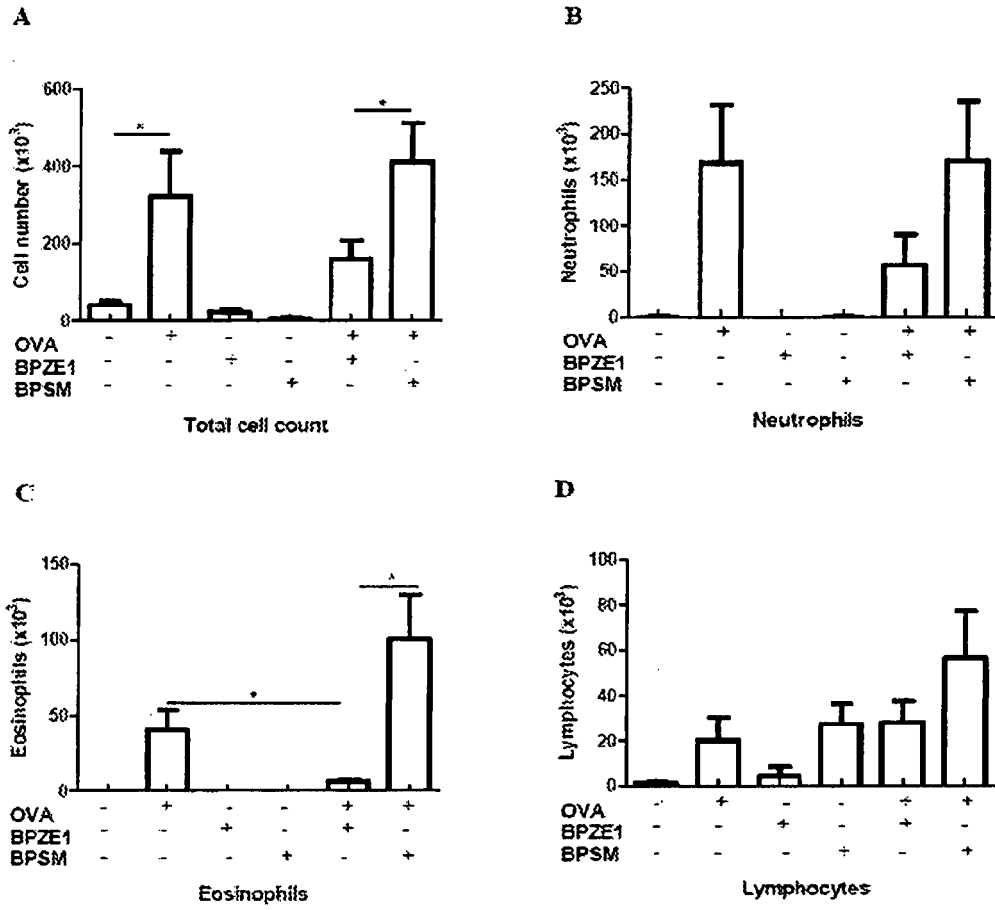 A
600
400
200
0
Cell number (x10³)
*
*
OVA - + - - + +
BPZE1 - - + - + -
BPSM - - - + - +
Total cell count
B
250
200
150
100
50
0
Neutrophils (x10³)
OVA - + - - + +
BPZE1 - - + - + -
BPSM - - - + - +
Neutrophils
C
150
100
50
0
Eosinophils (x10³)
*
*
OVA - + - - + +
BPZE1 - - + - + -
BPSM - - - + - +
Eosinophils
D
100
80
60
40
20
0
Lymphocytes (x10³)
OVA - + - - + +
BPZE1 - - + - + -
BPSM - - - + - +
Lymphocytes